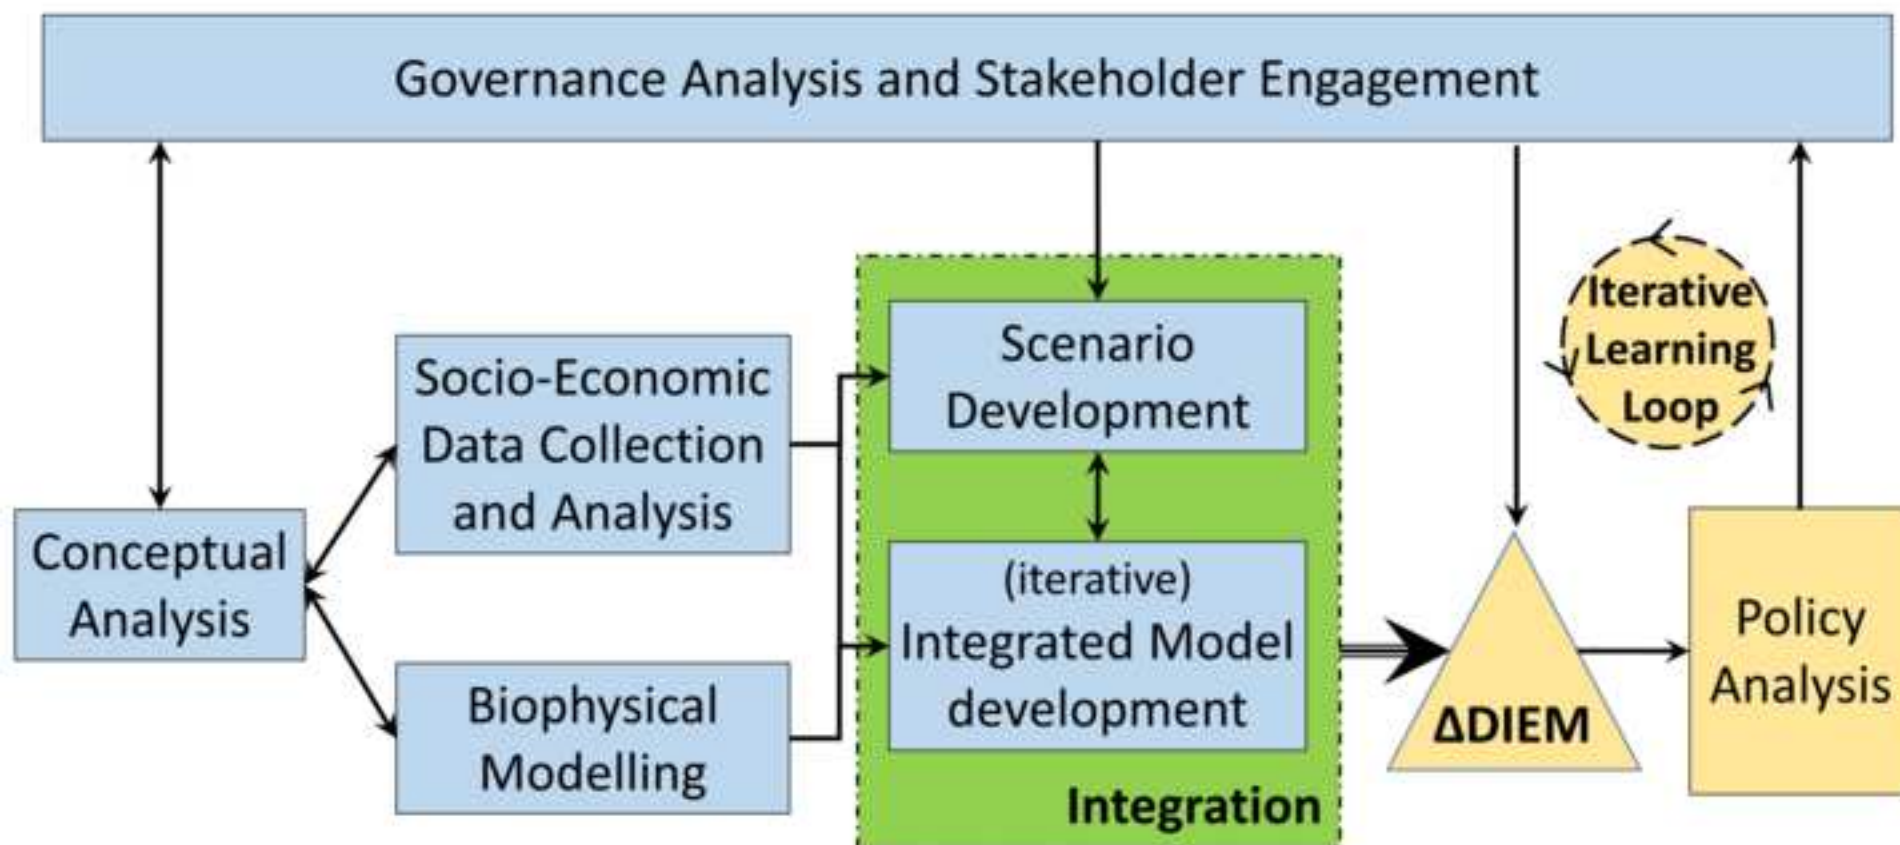 Governance Analysis and Stakeholder Engagement
Conceptual
Analysis
Socio-Economic
Data Collection
and Analysis
Biophysical
Modelling
Scenario
Development
(iterative)
Integrated Model
development
Integration
ΔDIEM
Iterative
Learning
Loop
Policy
Analysis